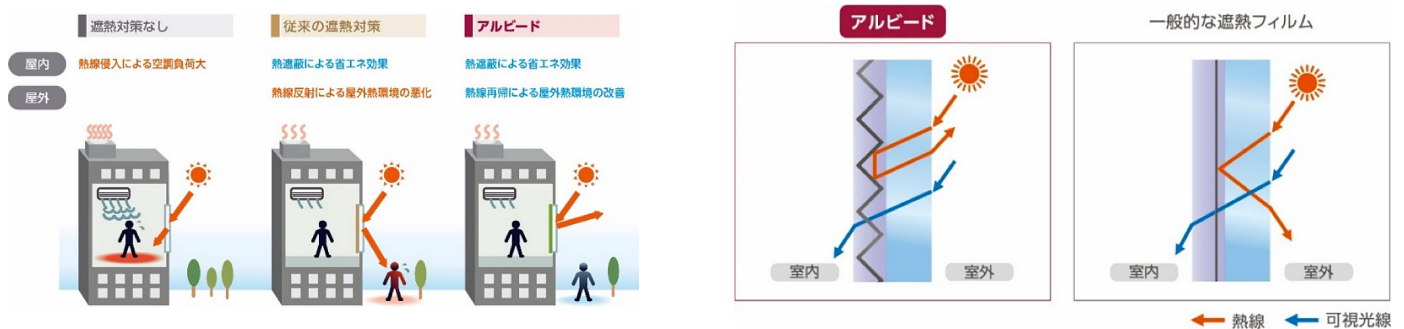 遮熱対策なし
従来の遮熱対策
アルビード
屋内
熱線侵入による空調負荷大
熱遮蔽による省エネ効果
熱遮蔽による省エネ効果
屋外
熱線反射による屋外熱環境の悪化
熱線再帰による屋外熱環境の改善
アルビード
室内
室外
一般的な遮熱フィルム
室内
室外
熱線
可視光線